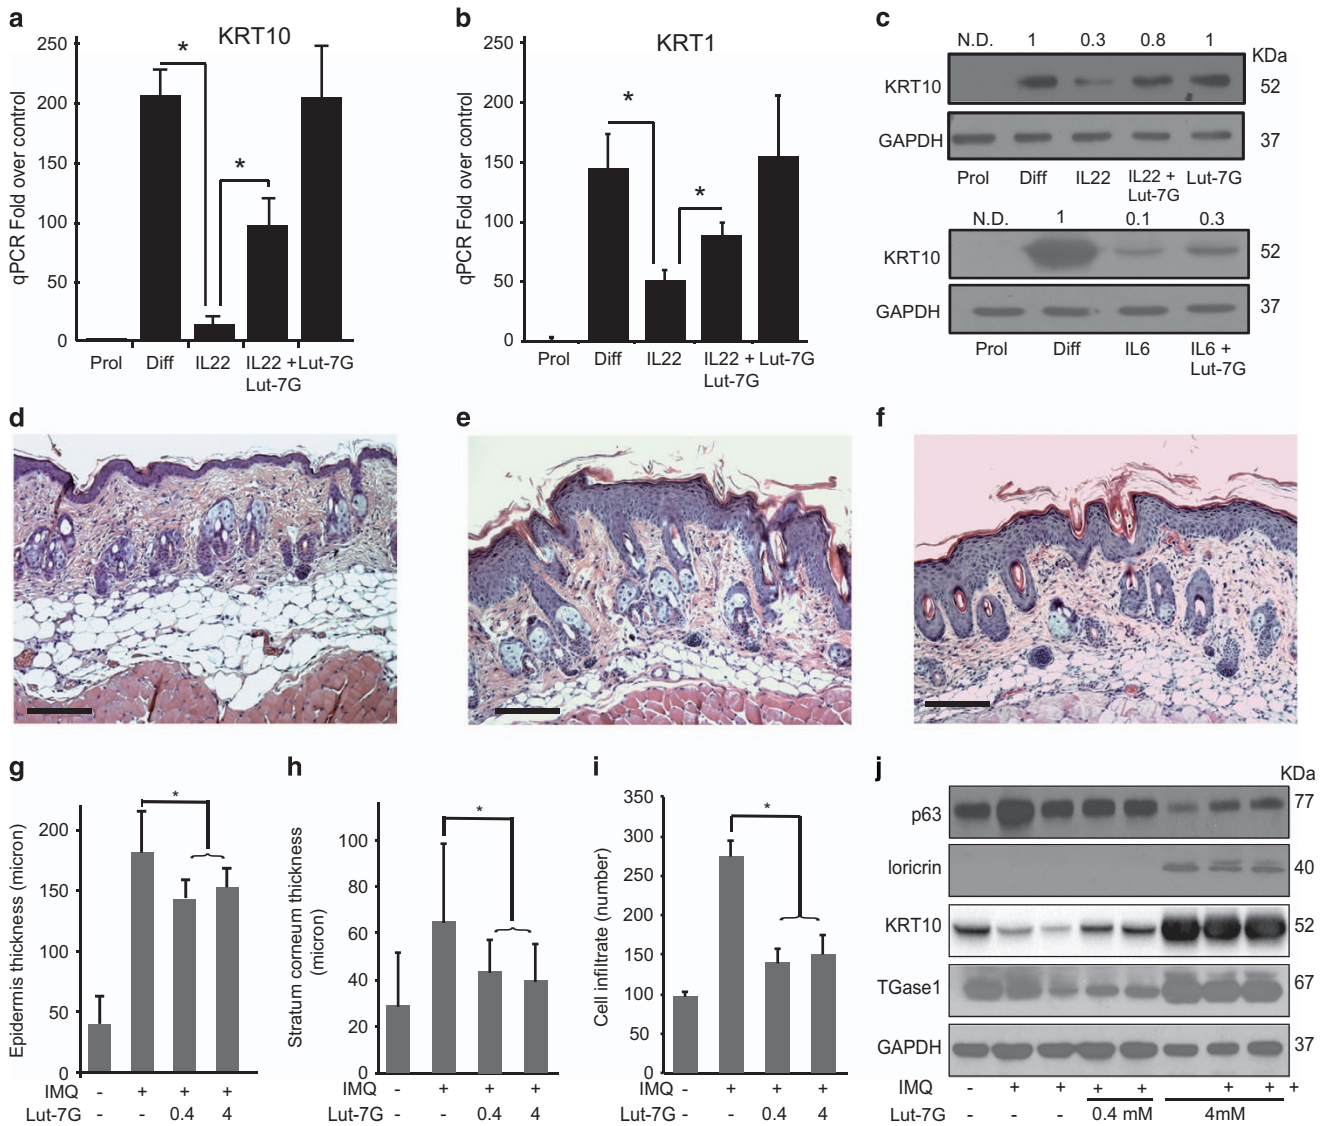 a
KRT10
250
200
150
100
50
0
qPCR Fold over control
*
*
Prol Diff IL22 IL22 + Lut-7G
Lut-7G
b
KRT1
250
200
150
100
50
0
qPCR Fold over control
*
*
Prol Diff IL22 IL22 + Lut-7G
Lut-7G
c
N.D. 1 0.3 0.8 1
KDa
KRT10 52
GAPDH 37
Prol Diff IL22 IL22 + Lut-7G
Lut-7G
N.D. 1 0.1 0.3
KRT10 52
GAPDH 37
Prol Diff IL6 IL6 +
Lut-7G
d
e
f
g
Epidermis thickness (micron)
200
150
100
50
0
*
IMQ - + + +
Lut-7G - - 0.4 4
h
Stratum corneum thickness
(micron)
100
80
60
40
20
0
*
IMQ - + + +
Lut-7G - - 0.4 4
i
Cell infiltrate (number)
350
300
250
200
150
100
50
0
*
IMQ - + + +
Lut-7G - - 0.4 4
j
KDa
p63 77
loricrin 40
KRT10 52
TGase1 67
GAPDH 37
IMQ - + + + + + + +
Lut-7G - - - 0.4 mM 4mM